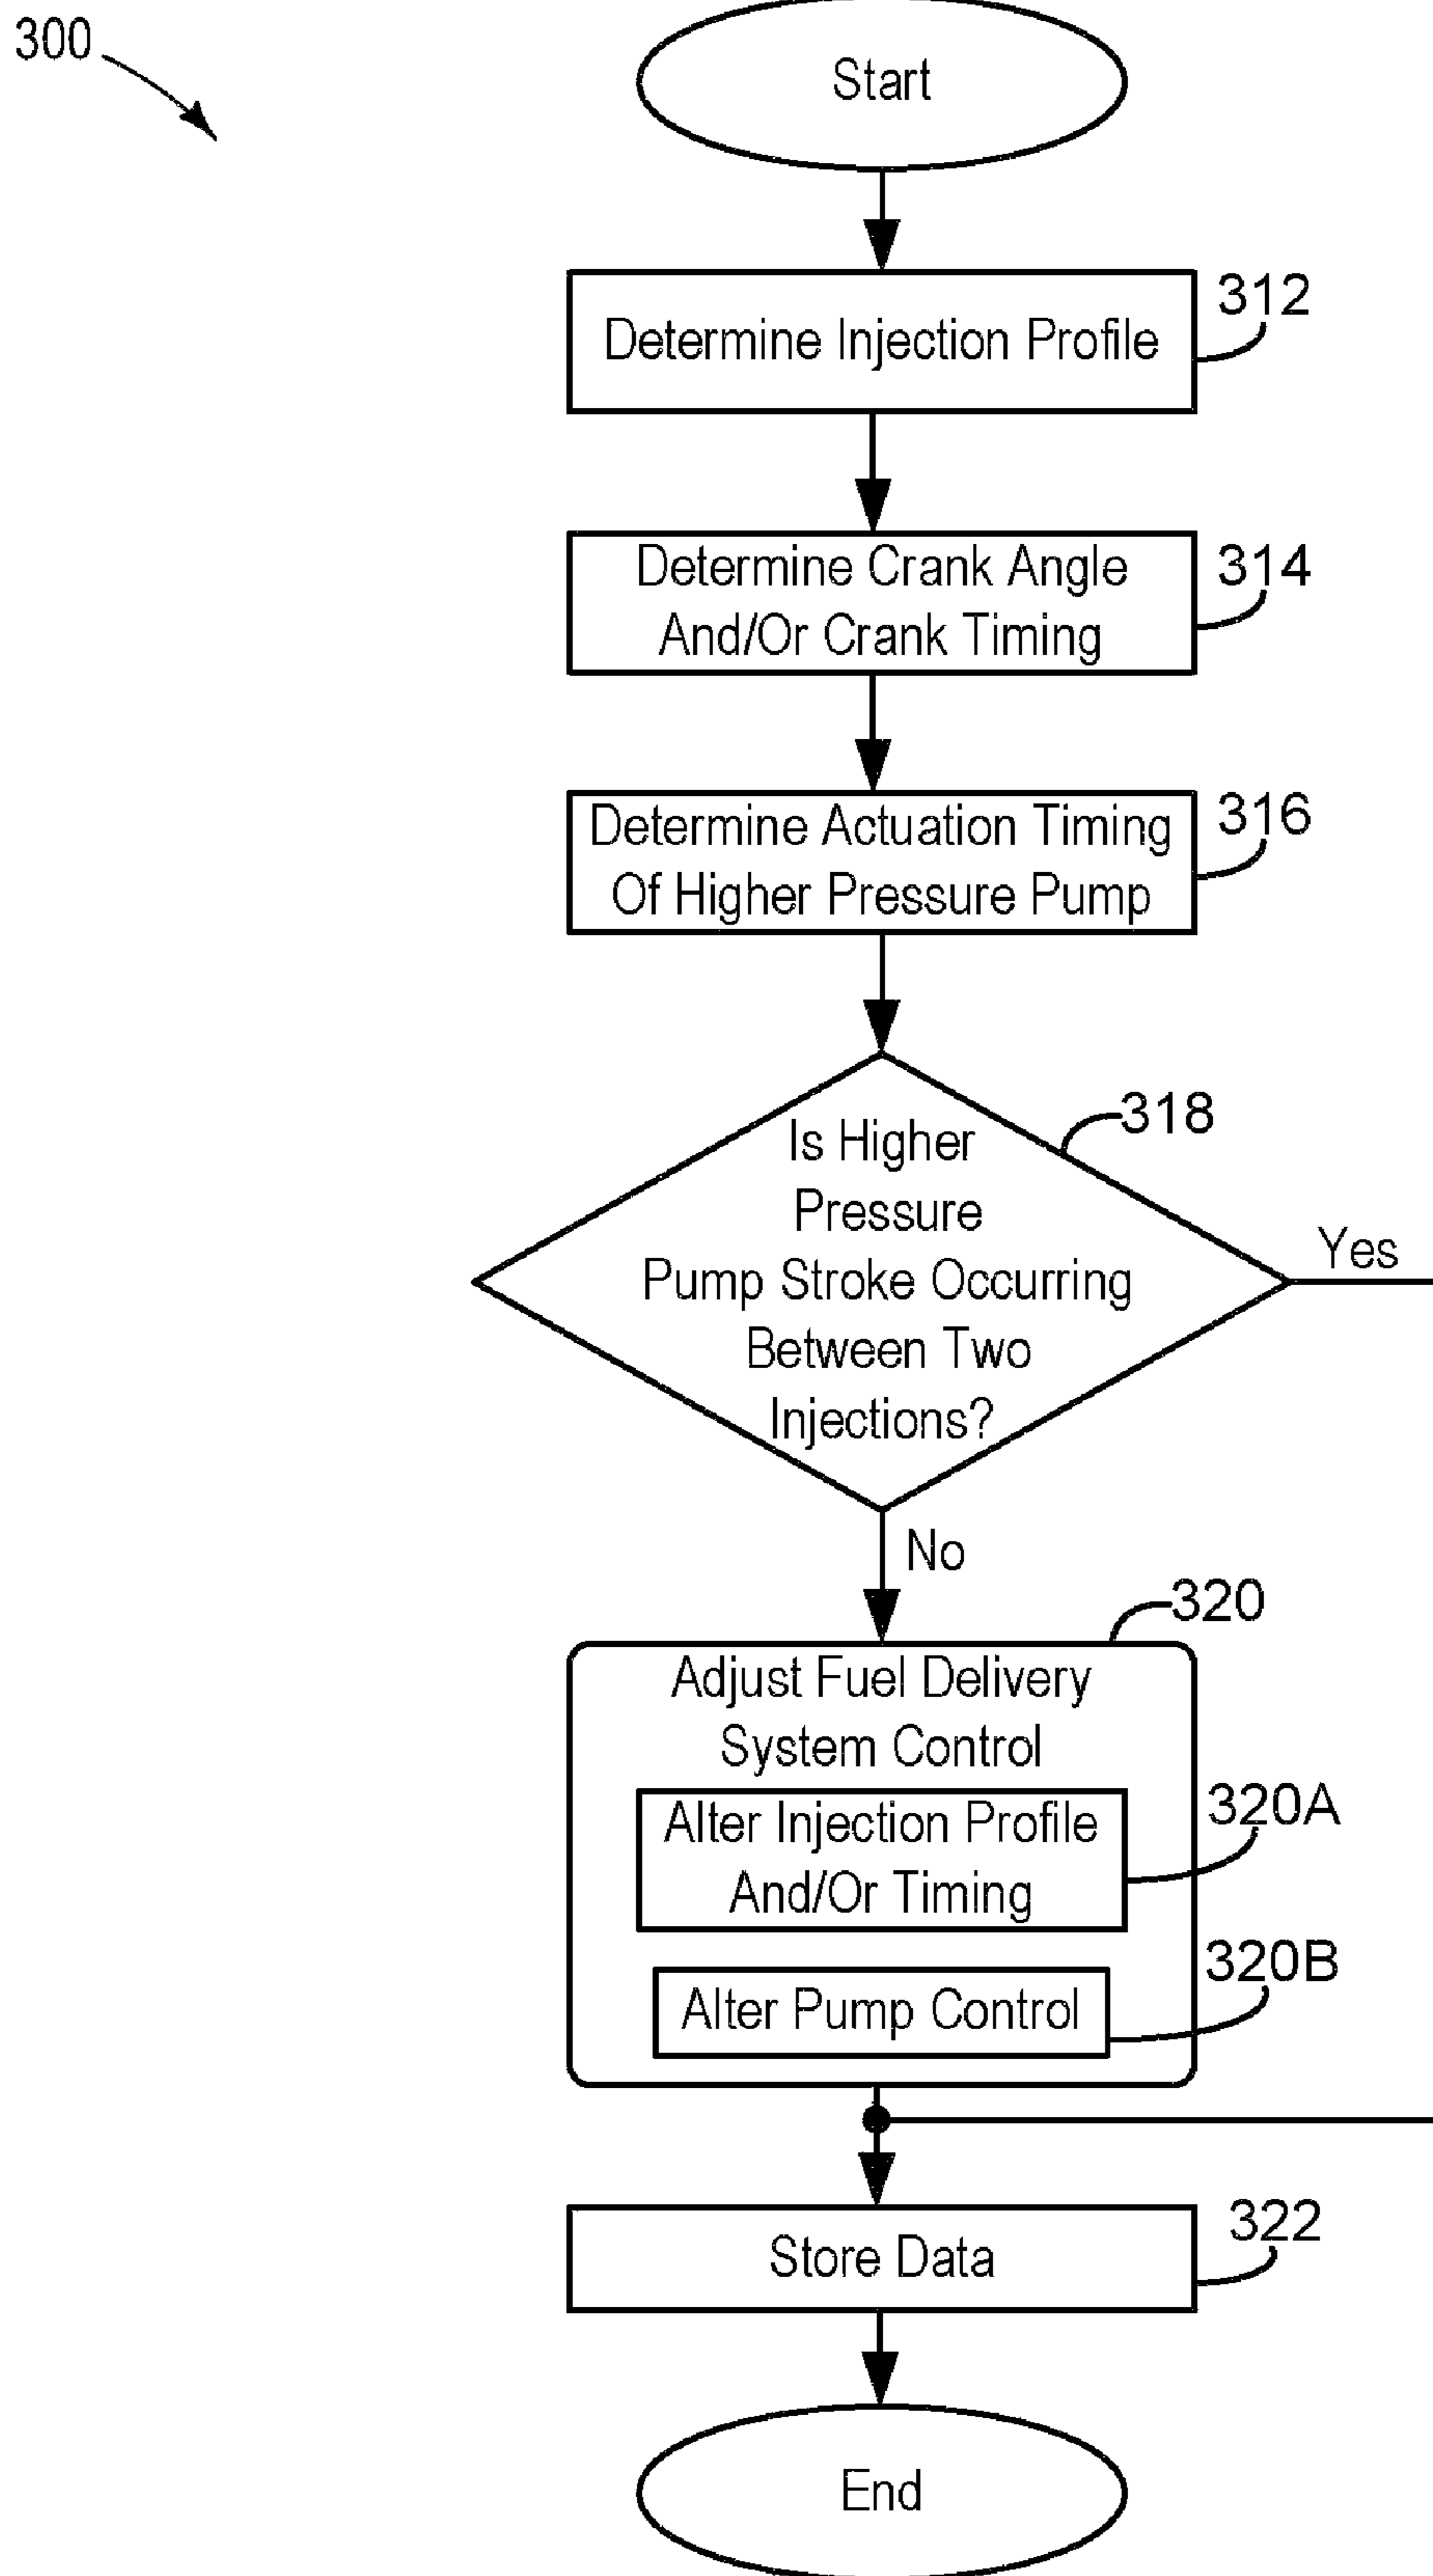 300
Start
Determine Injection Profile
312
Determine Crank Angle
And/Or Crank Timing
314
Determine Actuation Timing
Of Higher Pressure Pump
316
Is Higher
Pressure
Pump Stroke Occurring
Between Two
Injections?
318
Yes
No
320
Adjust Fuel Delivery
System Control
Alter Injection Profile
And/Or Timing
320A
Alter Pump Control
320B
Store Data
322
End